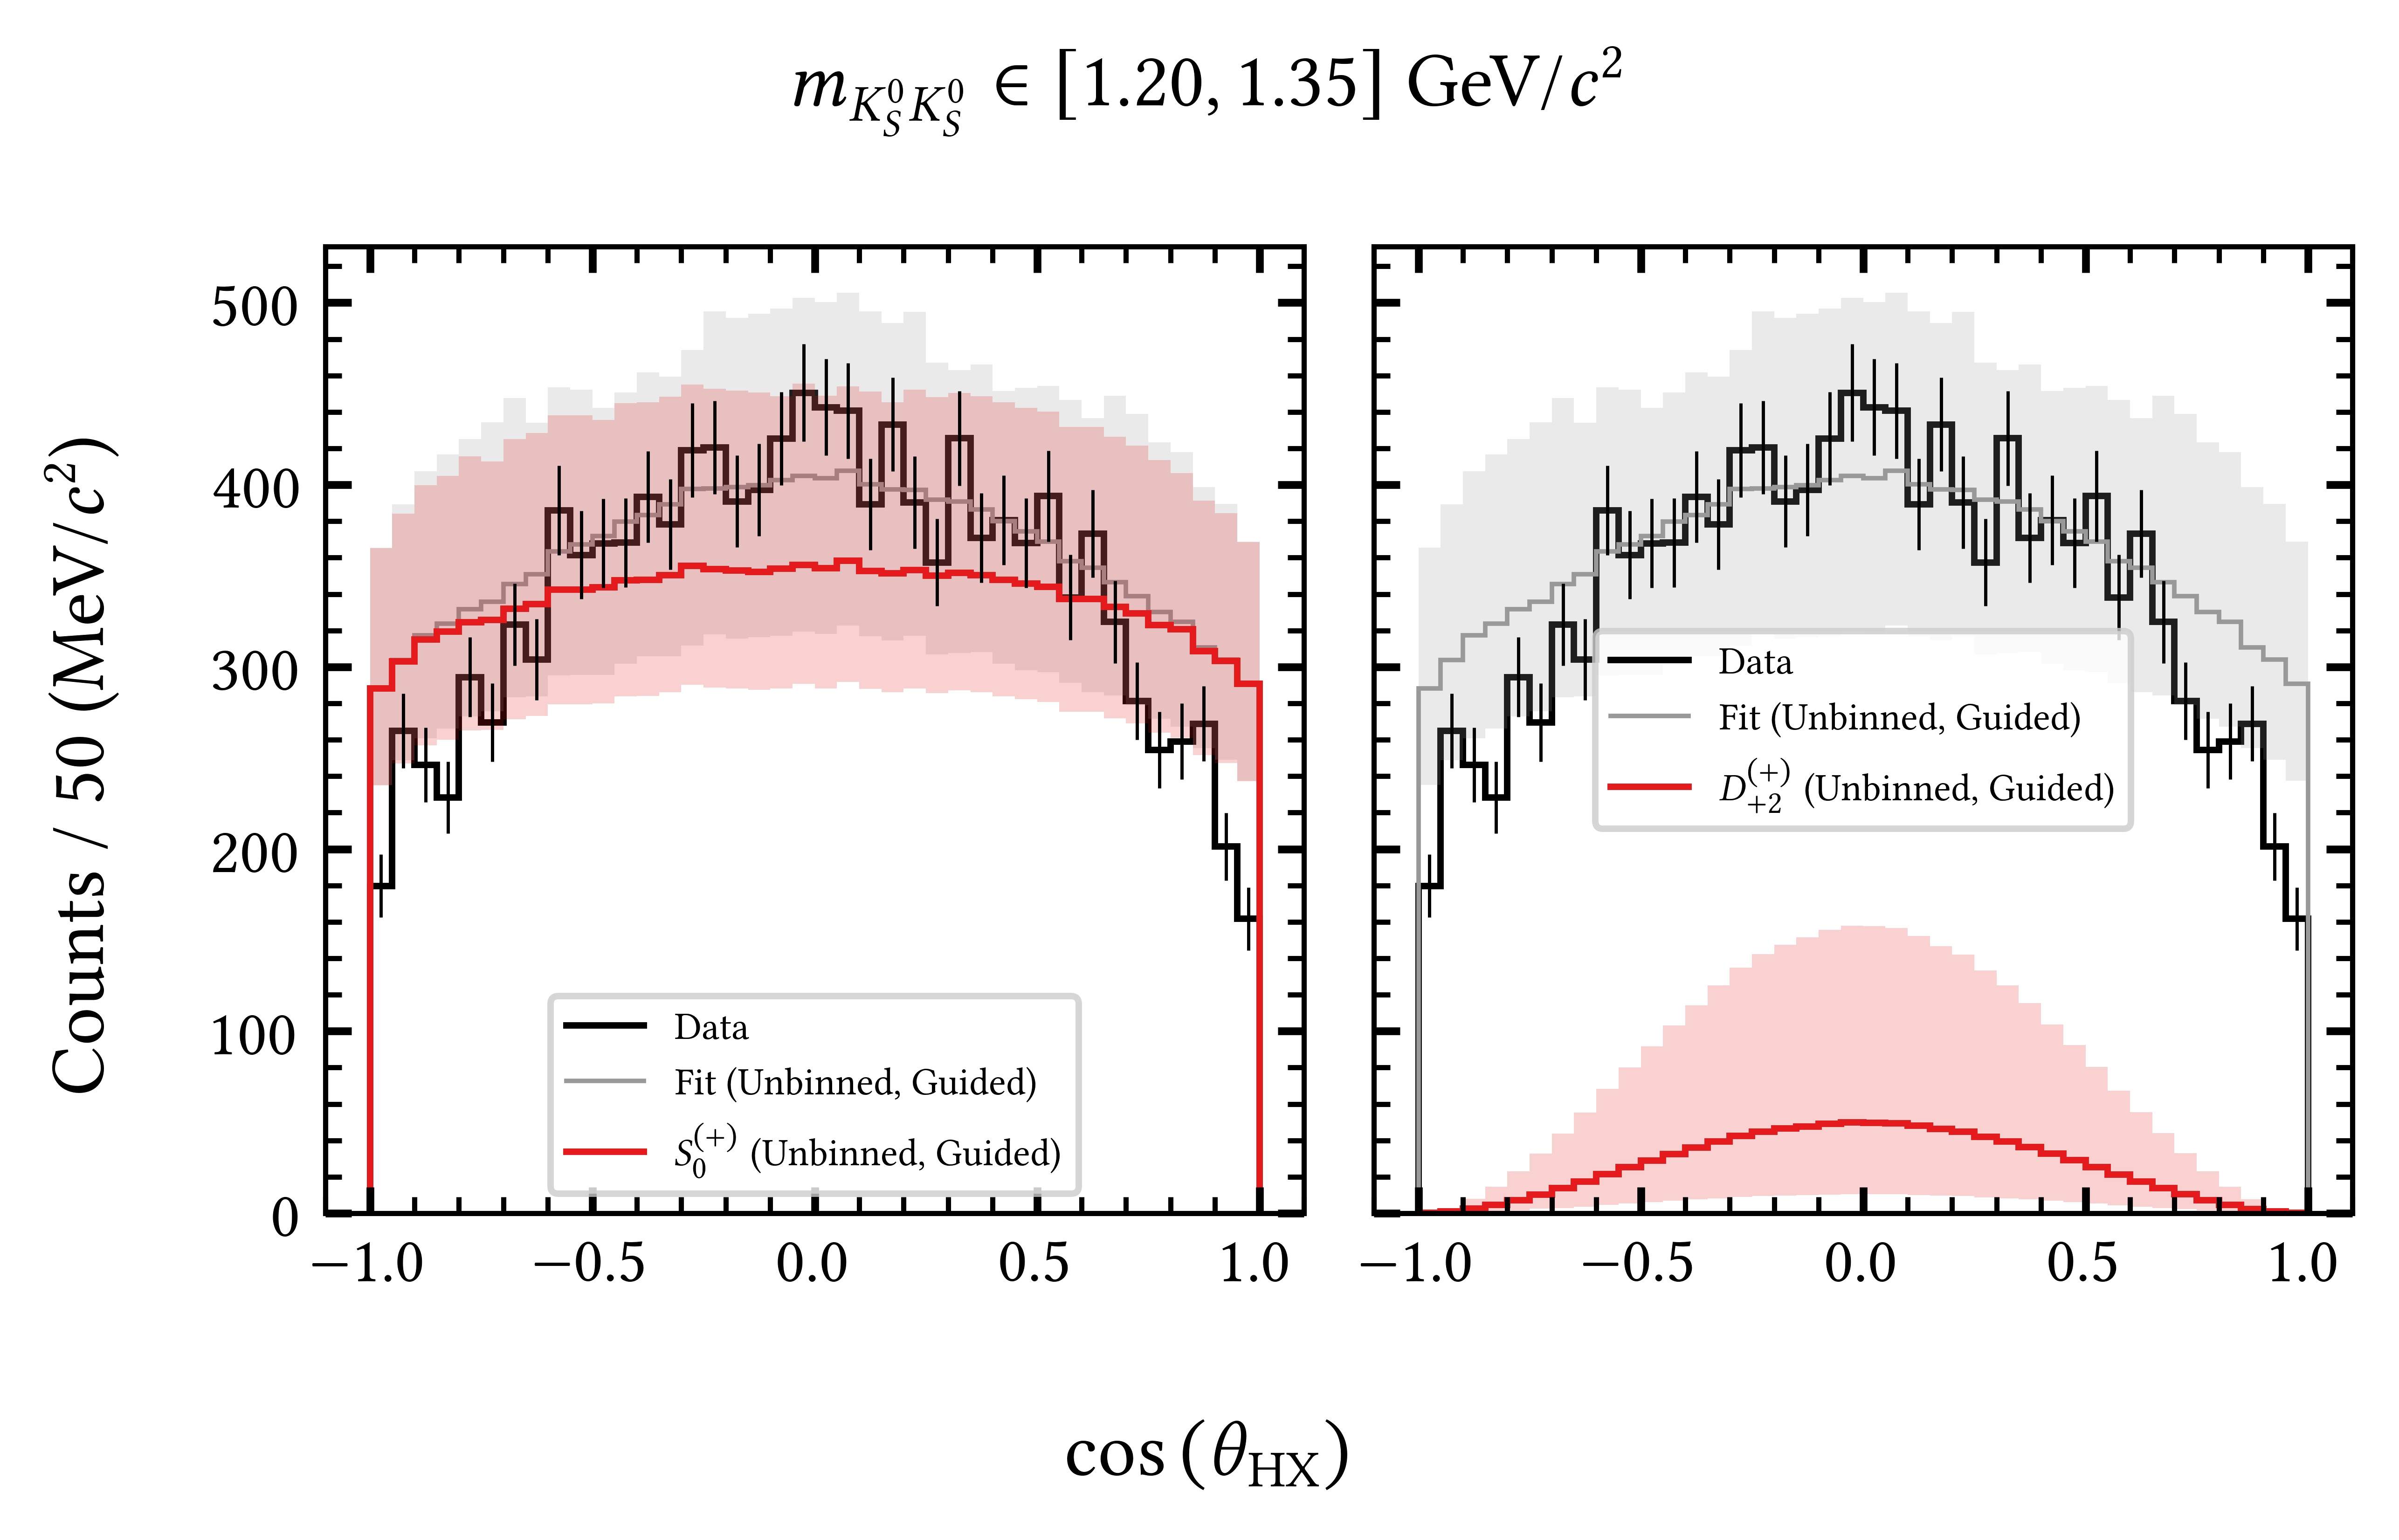 m_{K_S^0 K_S^0} ∈ [1.20, 1.35] GeV/c²
Counts / 50 (MeV/c²)
500
400
300
200
100
0
Data
Fit (Unbinned, Guided)
S_0^{(+)} (Unbinned, Guided)
−1.0 −0.5 0.0 0.5 1.0
Data
Fit (Unbinned, Guided)
D_{+2}^{(+)} (Unbinned, Guided)
−1.0 −0.5 0.0 0.5 1.0
cos (θ_{HX})